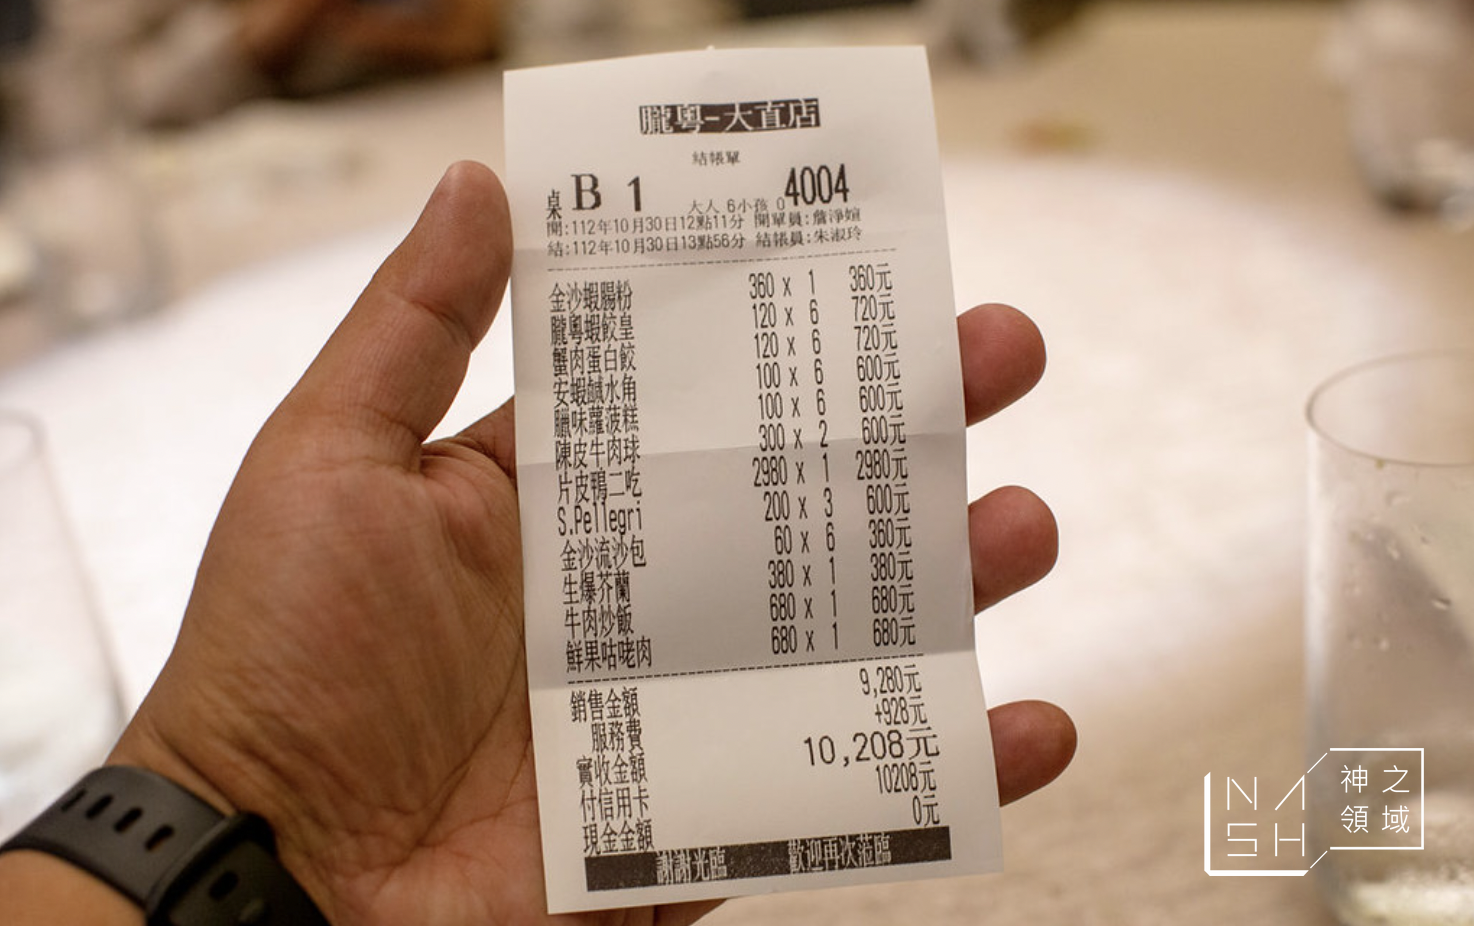 朧粵-大直店
結帳單
桌 B 1 大人 6小孩 0 4004
開:112年10月30日12點11分 開單員:詹淨媗
結:112年10月30日13點56分 結帳員:朱淑玲
金沙蝦腸粉 360 x 1 360元
朧粵蝦餃皇 120 x 6 720元
蟹肉蛋白餃 120 x 6 720元
安蝦鹹水角 100 x 6 600元
臘味蘿菠糕 100 x 6 600元
陳皮牛肉球 300 x 2 600元
片皮鴨二吃 2980 x 1 2980元
S.Pellegri 200 x 3 600元
金沙流沙包 60 x 6 360元
生爆芥蘭 380 x 1 380元
牛肉炒飯 680 x 1 680元
鮮果咕咾肉 680 x 1 680元
銷售金額 9,280元
服務費 +928元
實收金額 10,208元
付信用卡 10208元
現金金額 0元
謝謝光臨 歡迎再次蒞臨
NASH 神之領域